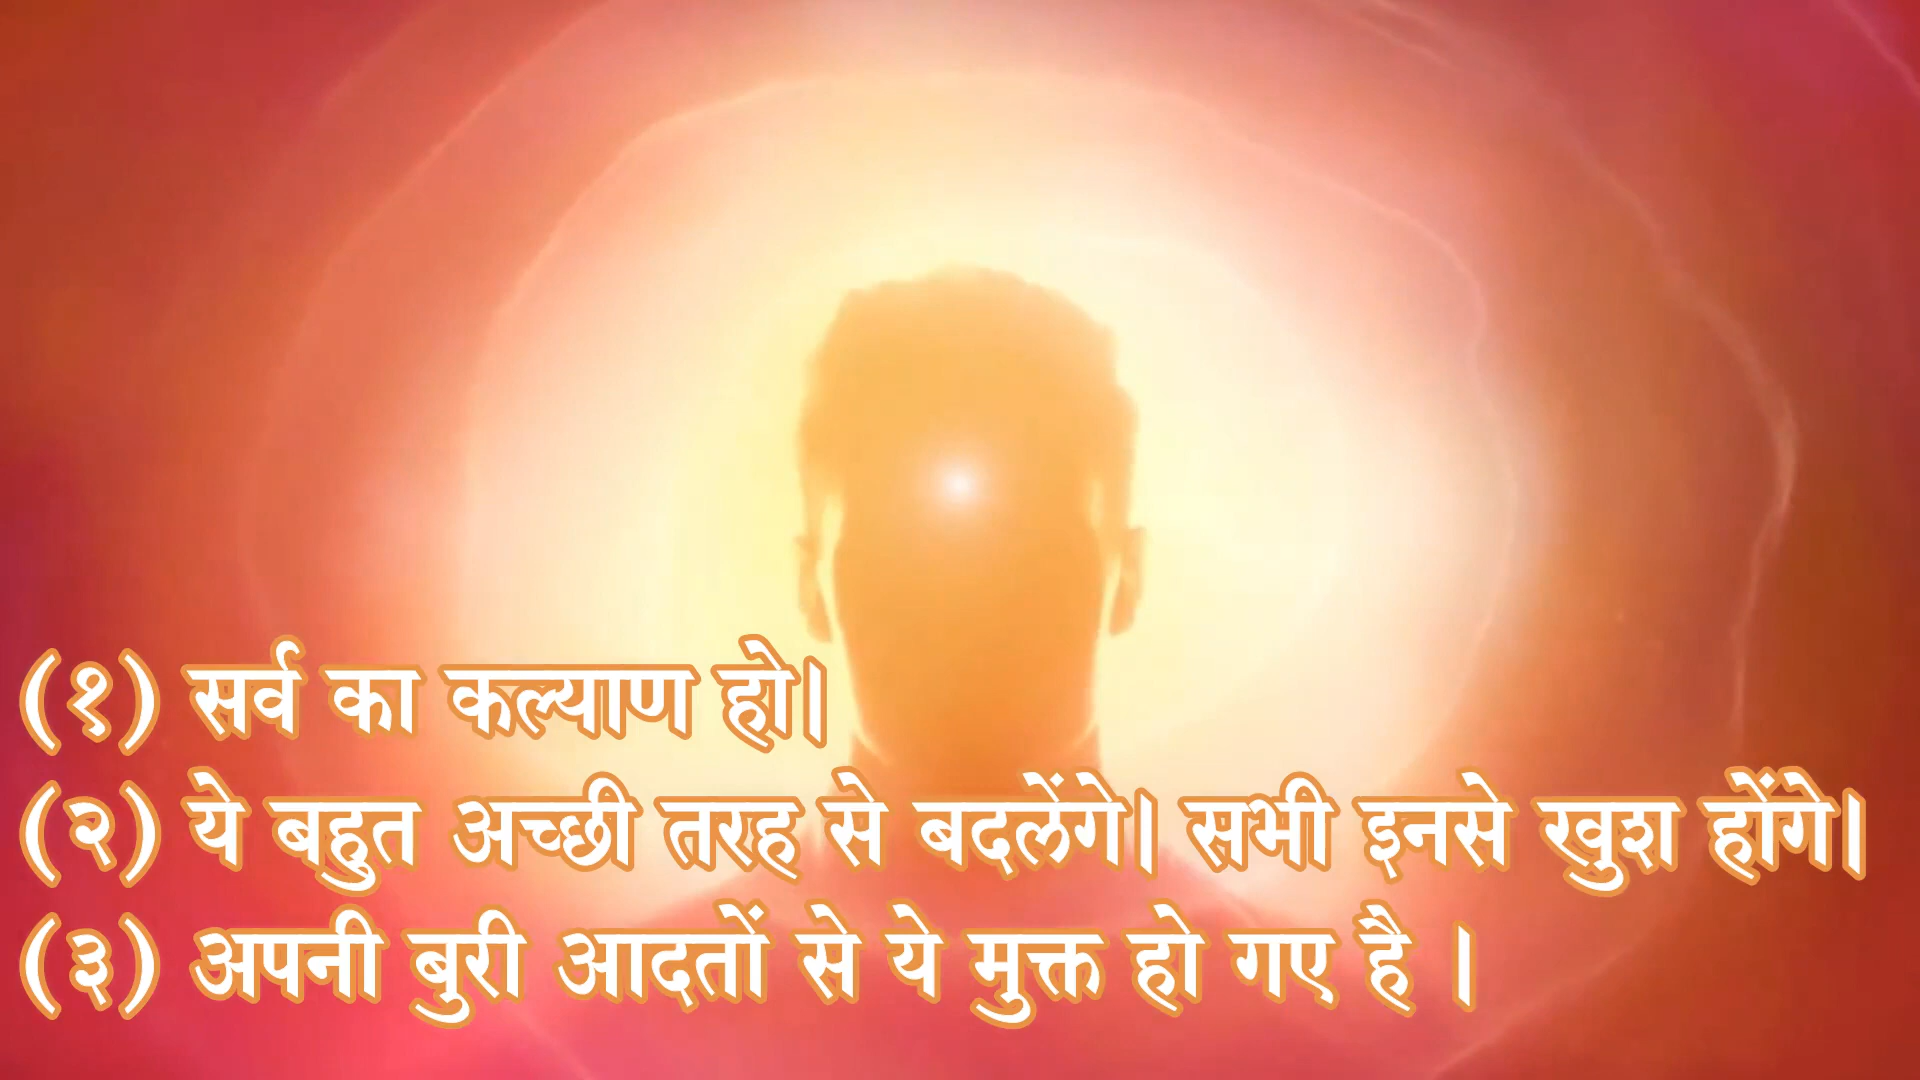 (१) सर्व का कल्याण हो।
(२) ये बहुत अच्छी तरह से बदलेंगे। सभी इनसे खुश होंगे।
(३) अपनी बुरी आदतों से ये मुक्त हो गए है ।